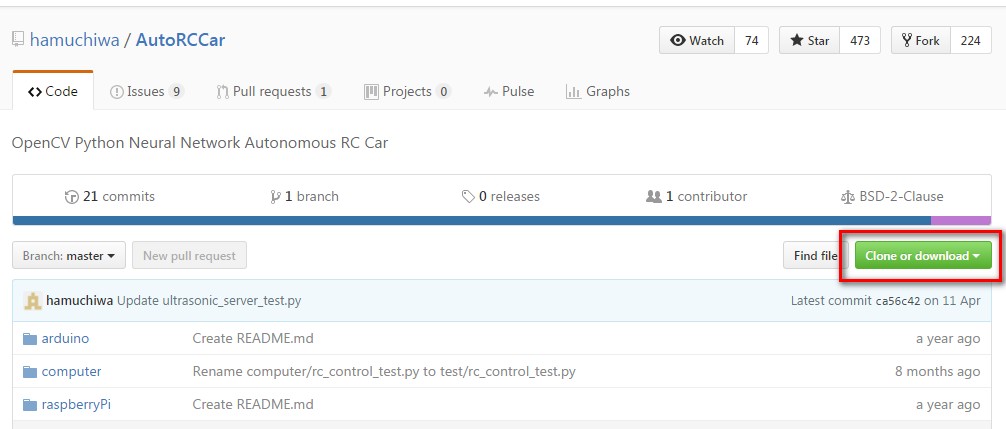 hamuchiwa / AutoRCCar Watch 74 Star 473 Fork 224
Code Issues 9 Pull requests 1 Projects 0 Pulse Graphs
OpenCV Python Neural Network Autonomous RC Car
21 commits 1 branch 0 releases 1 contributor BSD-2-Clause
Branch: master New pull request Find file Clone or download
hamuchiwa Update ultrasonic_server_test.py Latest commit ca56c42 on 11 Apr
arduino Create README.md a year ago
computer Rename computer/rc_control_test.py to test/rc_control_test.py 8 months ago
raspberryPi Create README.md a year ago